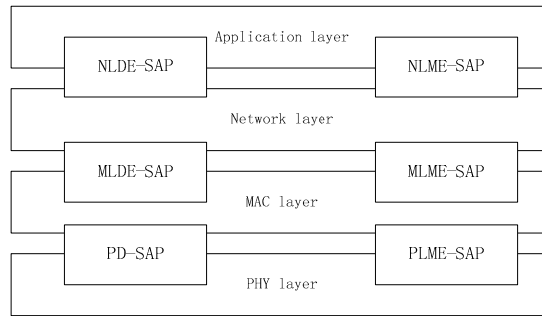 Application layer
NLDE-SAP
NLME-SAP
Network layer
MLDE-SAP
MLME-SAP
MAC layer
PD-SAP
PLME-SAP
PHY layer